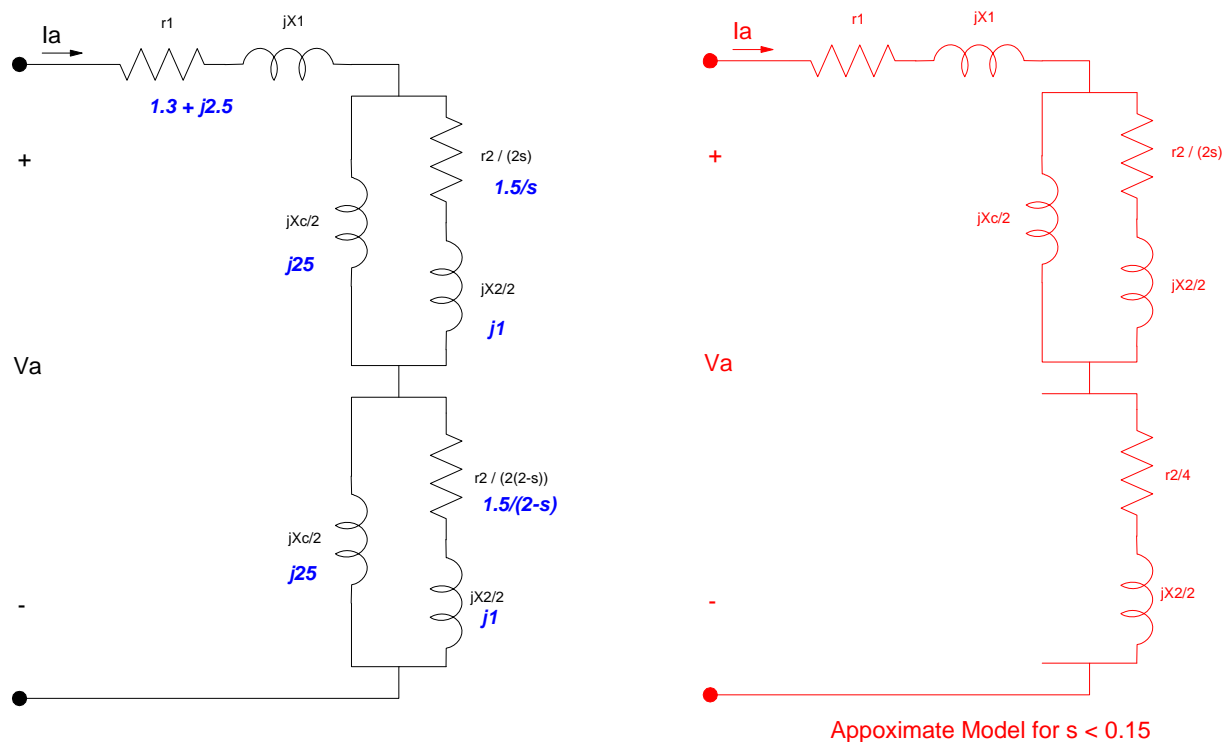 r1
jX1
Ia
1.3 + j2.5
+
r2 / (2s)
1.5/s
jXc/2
j25
jX2/2
j1
Va
r2 / (2(2-s))
1.5/(2-s)
jXc/2
j25
jX2/2
j1
-
r1
jX1
Ia
+
r2 / (2s)
jXc/2
jX2/2
Va
r2/4
jX2/2
-
Appoximate Model for s < 0.15